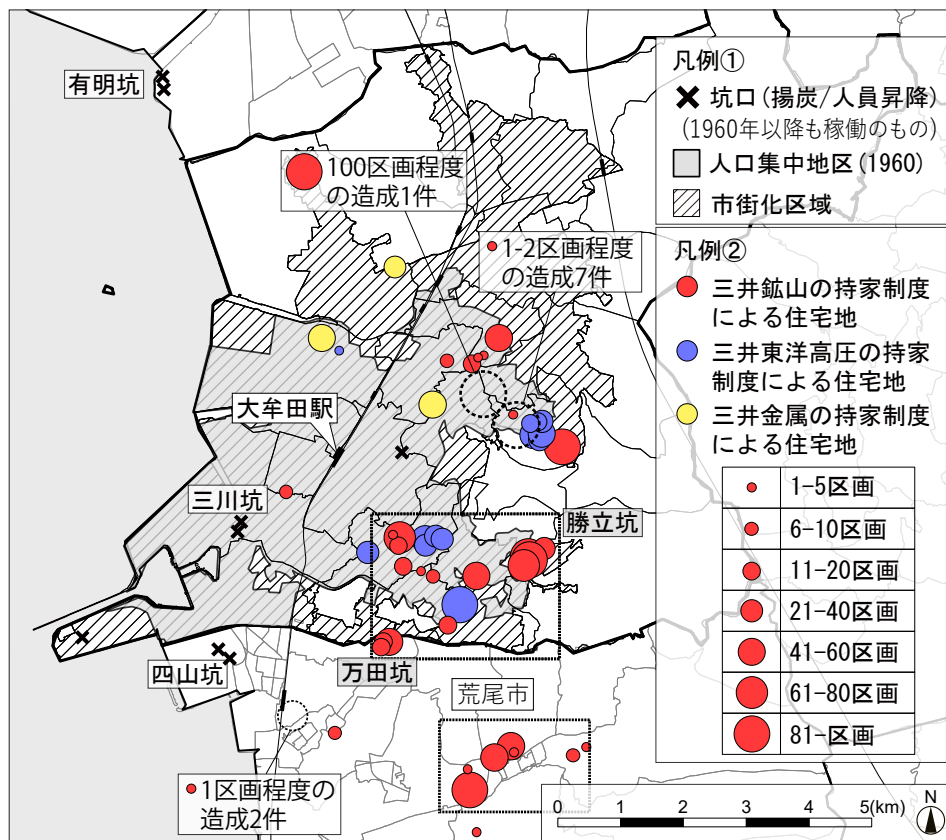 有明坑
100区画程度
の造成1件
1-2区画程度
の造成7件
大牟田駅
三川坑
勝立坑
四山坑
万田坑
荒尾市
1区画程度の
造成2件
凡例①
坑口(揚炭/人員昇降)
(1960年以降も稼働のもの)
人口集中地区(1960)
市街化区域
凡例②
三井鉱山の持家制度
による住宅地
三井東洋高圧の持家
制度による住宅地
三井金属の持家制度
による住宅地
1-5区画
6-10区画
11-20区画
21-40区画
41-60区画
61-80区画
81-区画
0 1 2 3 4 5(km)
N